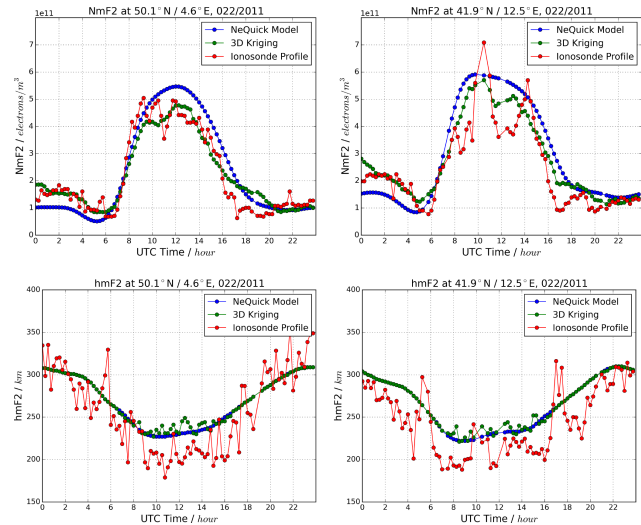 NmF2 at 50.1°N / 4.6°E, 022/2011
1e11
NeQuick Model
3D Kriging
Ionosonde Profile
NmF2 / electrons/m³
7
6
5
4
3
2
1
0
0 2 4 6 8 10 12 14 16 18 20 22
UTC Time / hour
NmF2 at 41.9°N / 12.5°E, 022/2011
1e11
NeQuick Model
3D Kriging
Ionosonde Profile
NmF2 / electrons/m³
8
7
6
5
4
3
2
1
0
0 2 4 6 8 10 12 14 16 18 20 22
UTC Time / hour
hmF2 at 50.1°N / 4.6°E, 022/2011
NeQuick Model
3D Kriging
Ionosonde Profile
hmF2 / km
400
350
300
250
200
150
0 2 4 6 8 10 12 14 16 18 20 22
UTC Time / hour
hmF2 at 41.9°N / 12.5°E, 022/2011
NeQuick Model
3D Kriging
Ionosonde Profile
hmF2 / km
400
350
300
250
200
150
0 2 4 6 8 10 12 14 16 18 20 22
UTC Time / hour